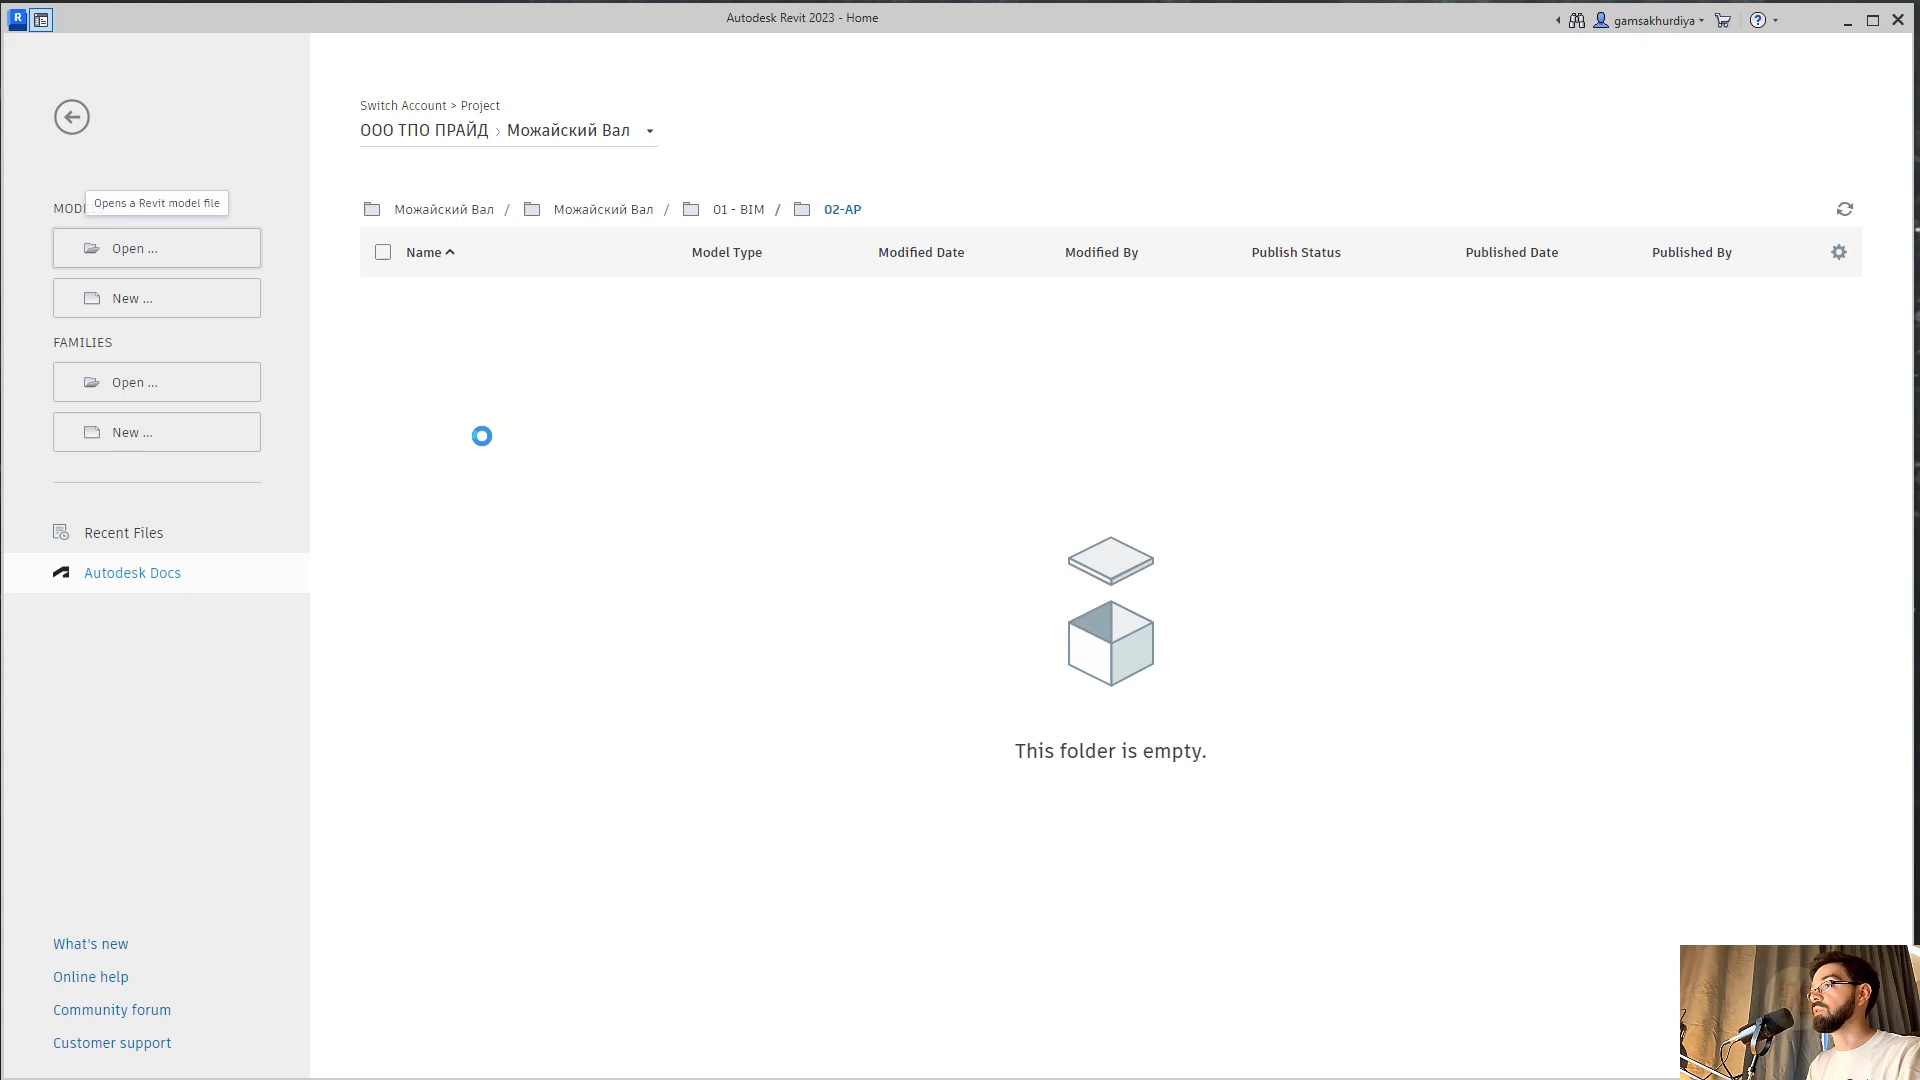 Autodesk Revit 2023 - Home
gamsakhurdiya
Switch Account > Project
ООО ТПО ПРАЙД › Можайский Вал
Opens a Revit model file
Open ...
New ...
FAMILIES
Open ...
New ...
Recent Files
Autodesk Docs
What's new
Online help
Community forum
Customer support
Можайский Вал / Можайский Вал / 01 - BIM / 02-АР
Name Model Type Modified Date Modified By Publish Status Published Date Published By
This folder is empty.